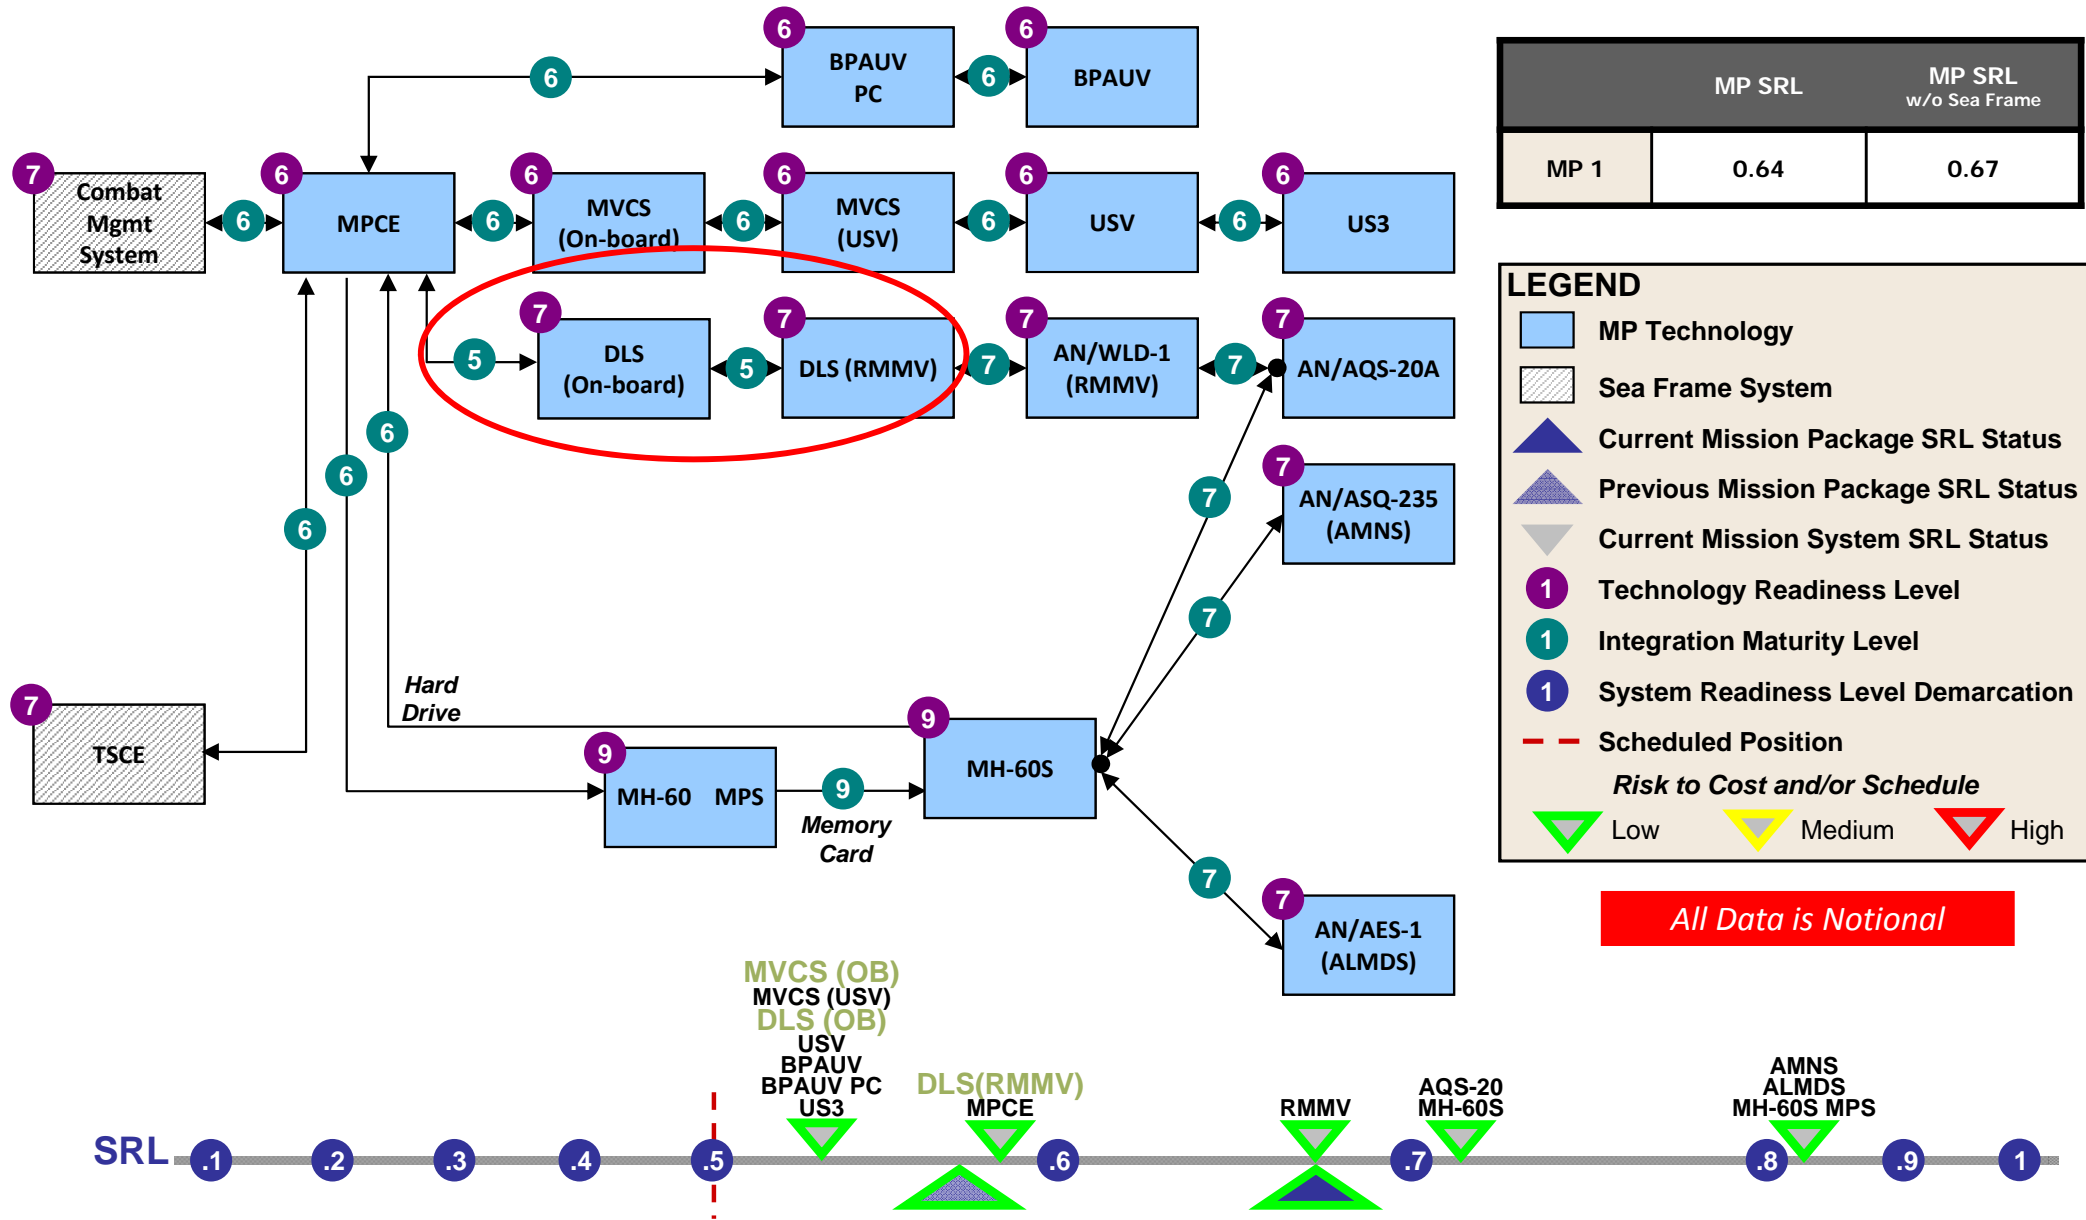 6
6
BPAUV
PC
6
BPAUV
6
MP SRL
MP SRL
w/o Sea Frame
MP 1
0.64
0.67
7
Combat
Mgmt
System
6
6
MPCE
6
6
MVCS
(On-board)
6
6
MVCS
(USV)
6
6
USV
6
6
US3
5
7
DLS
(On-board)
5
7
DLS (RMMV)
7
7
AN/WLD-1
(RMMV)
7
7
AN/AQS-20A
6
6
6
7
7
7
AN/ASQ-235
(AMNS)
7
TSCE
Hard
Drive
9
MH-60 MPS
9
Memory
Card
9
MH-60S
7
7
AN/AES-1
(ALMDS)
LEGEND
MP Technology
Sea Frame System
Current Mission Package SRL Status
Previous Mission Package SRL Status
Current Mission System SRL Status
1 Technology Readiness Level
1 Integration Maturity Level
1 System Readiness Level Demarcation
Scheduled Position
Risk to Cost and/or Schedule
Low Medium High
All Data is Notional
MVCS (OB)
MVCS (USV)
DLS (OB)
USV
BPAUV
BPAUV PC
US3
DLS(RMMV)
MPCE
RMMV
AQS-20
MH-60S
AMNS
ALMDS
MH-60S MPS
SRL .1 .2 .3 .4 .5 .6 .7 .8 .9 1